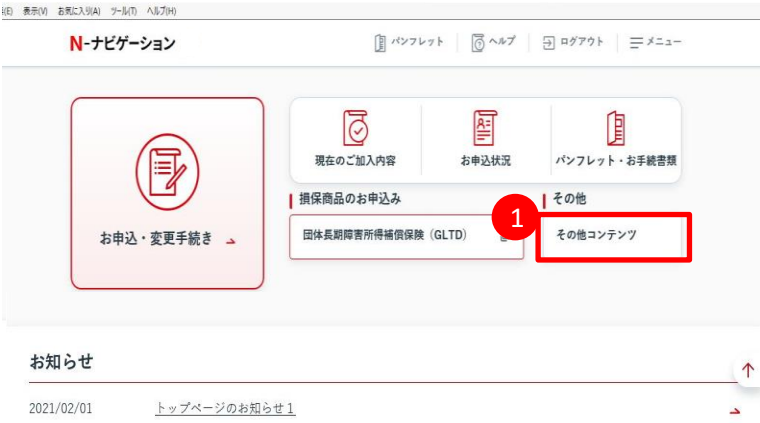 表示(V) お気に入り(A) ツール(T) ヘルプ(H)
N-ナビゲーション
パンフレット ヘルプ ログアウト メニュー
現在のご加入内容 お申込状況 パンフレット・お手続書類
お申込・変更手続き
損保商品のお申込み
団体長期障害所得補償保険（GLTD）
1
その他
その他コンテンツ
お知らせ
2021/02/01 トップページのお知らせ１